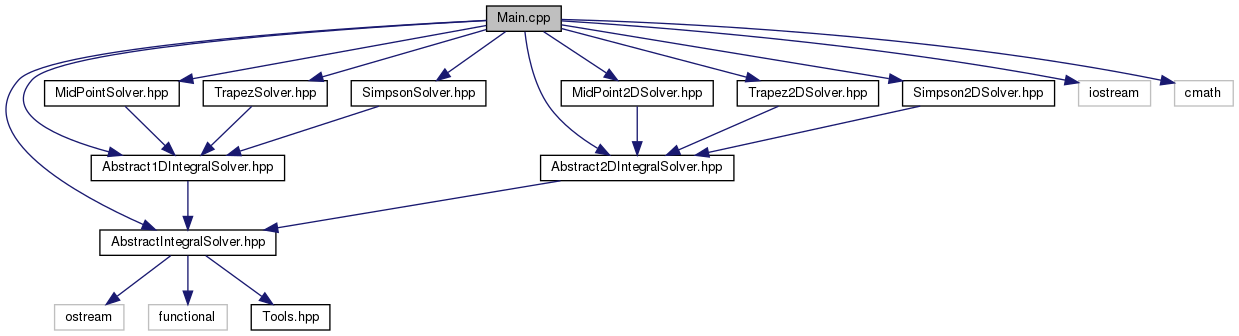 Main.cpp
MidPointSolver.hpp
TrapezSolver.hpp
SimpsonSolver.hpp
MidPoint2DSolver.hpp
Trapez2DSolver.hpp
Simpson2DSolver.hpp
iostream
cmath
Abstract1DIntegralSolver.hpp
Abstract2DIntegralSolver.hpp
AbstractIntegralSolver.hpp
ostream
functional
Tools.hpp